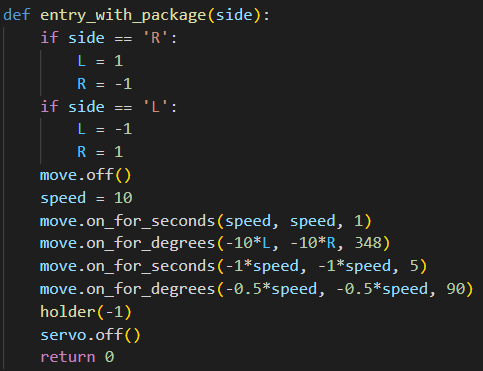 def entry_with_package(side):
    if side == 'R':
        L = 1
        R = -1
    if side == 'L':
        L = -1
        R = 1
    move.off()
    speed = 10
    move.on_for_seconds(speed, speed, 1)
    move.on_for_degrees(-10*L, -10*R, 348)
    move.on_for_seconds(-1*speed, -1*speed, 5)
    move.on_for_degrees(-0.5*speed, -0.5*speed, 90)
    holder(-1)
    servo.off()
    return 0